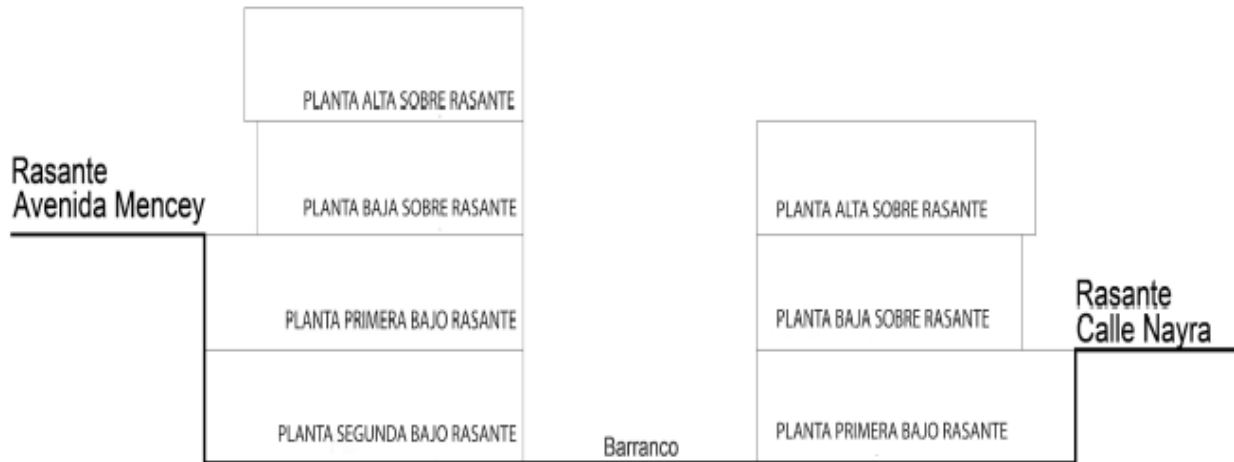 PLANTA ALTA SOBRE RASANTE
Rasante
Avenida Mencey
PLANTA BAJA SOBRE RASANTE
PLANTA ALTA SOBRE RASANTE
PLANTA PRIMERA BAJO RASANTE
PLANTA BAJA SOBRE RASANTE
Rasante
Calle Nayra
PLANTA SEGUNDA BAJO RASANTE
Barranco
PLANTA PRIMERA BAJO RASANTE